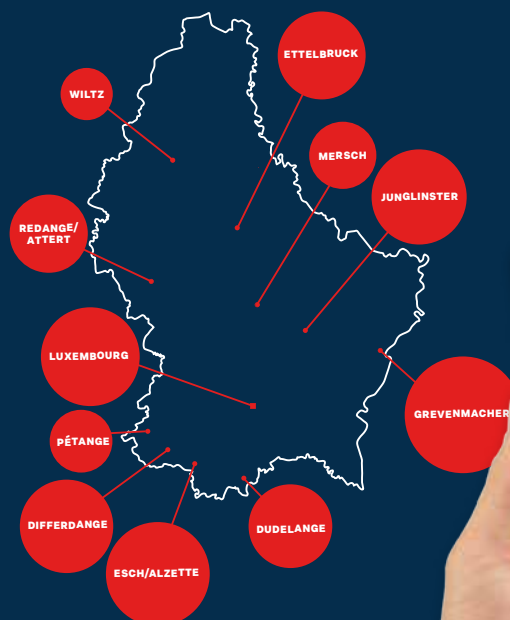 ETTELBRUCK
WILTZ
MERSCH
JUNGLINSTER
REDANGE/
ATTERT
LUXEMBOURG
GREVENMACHER
PÉTANGE
DIFFERDANGE
DUDELANGE
ESCH/ALZETTE